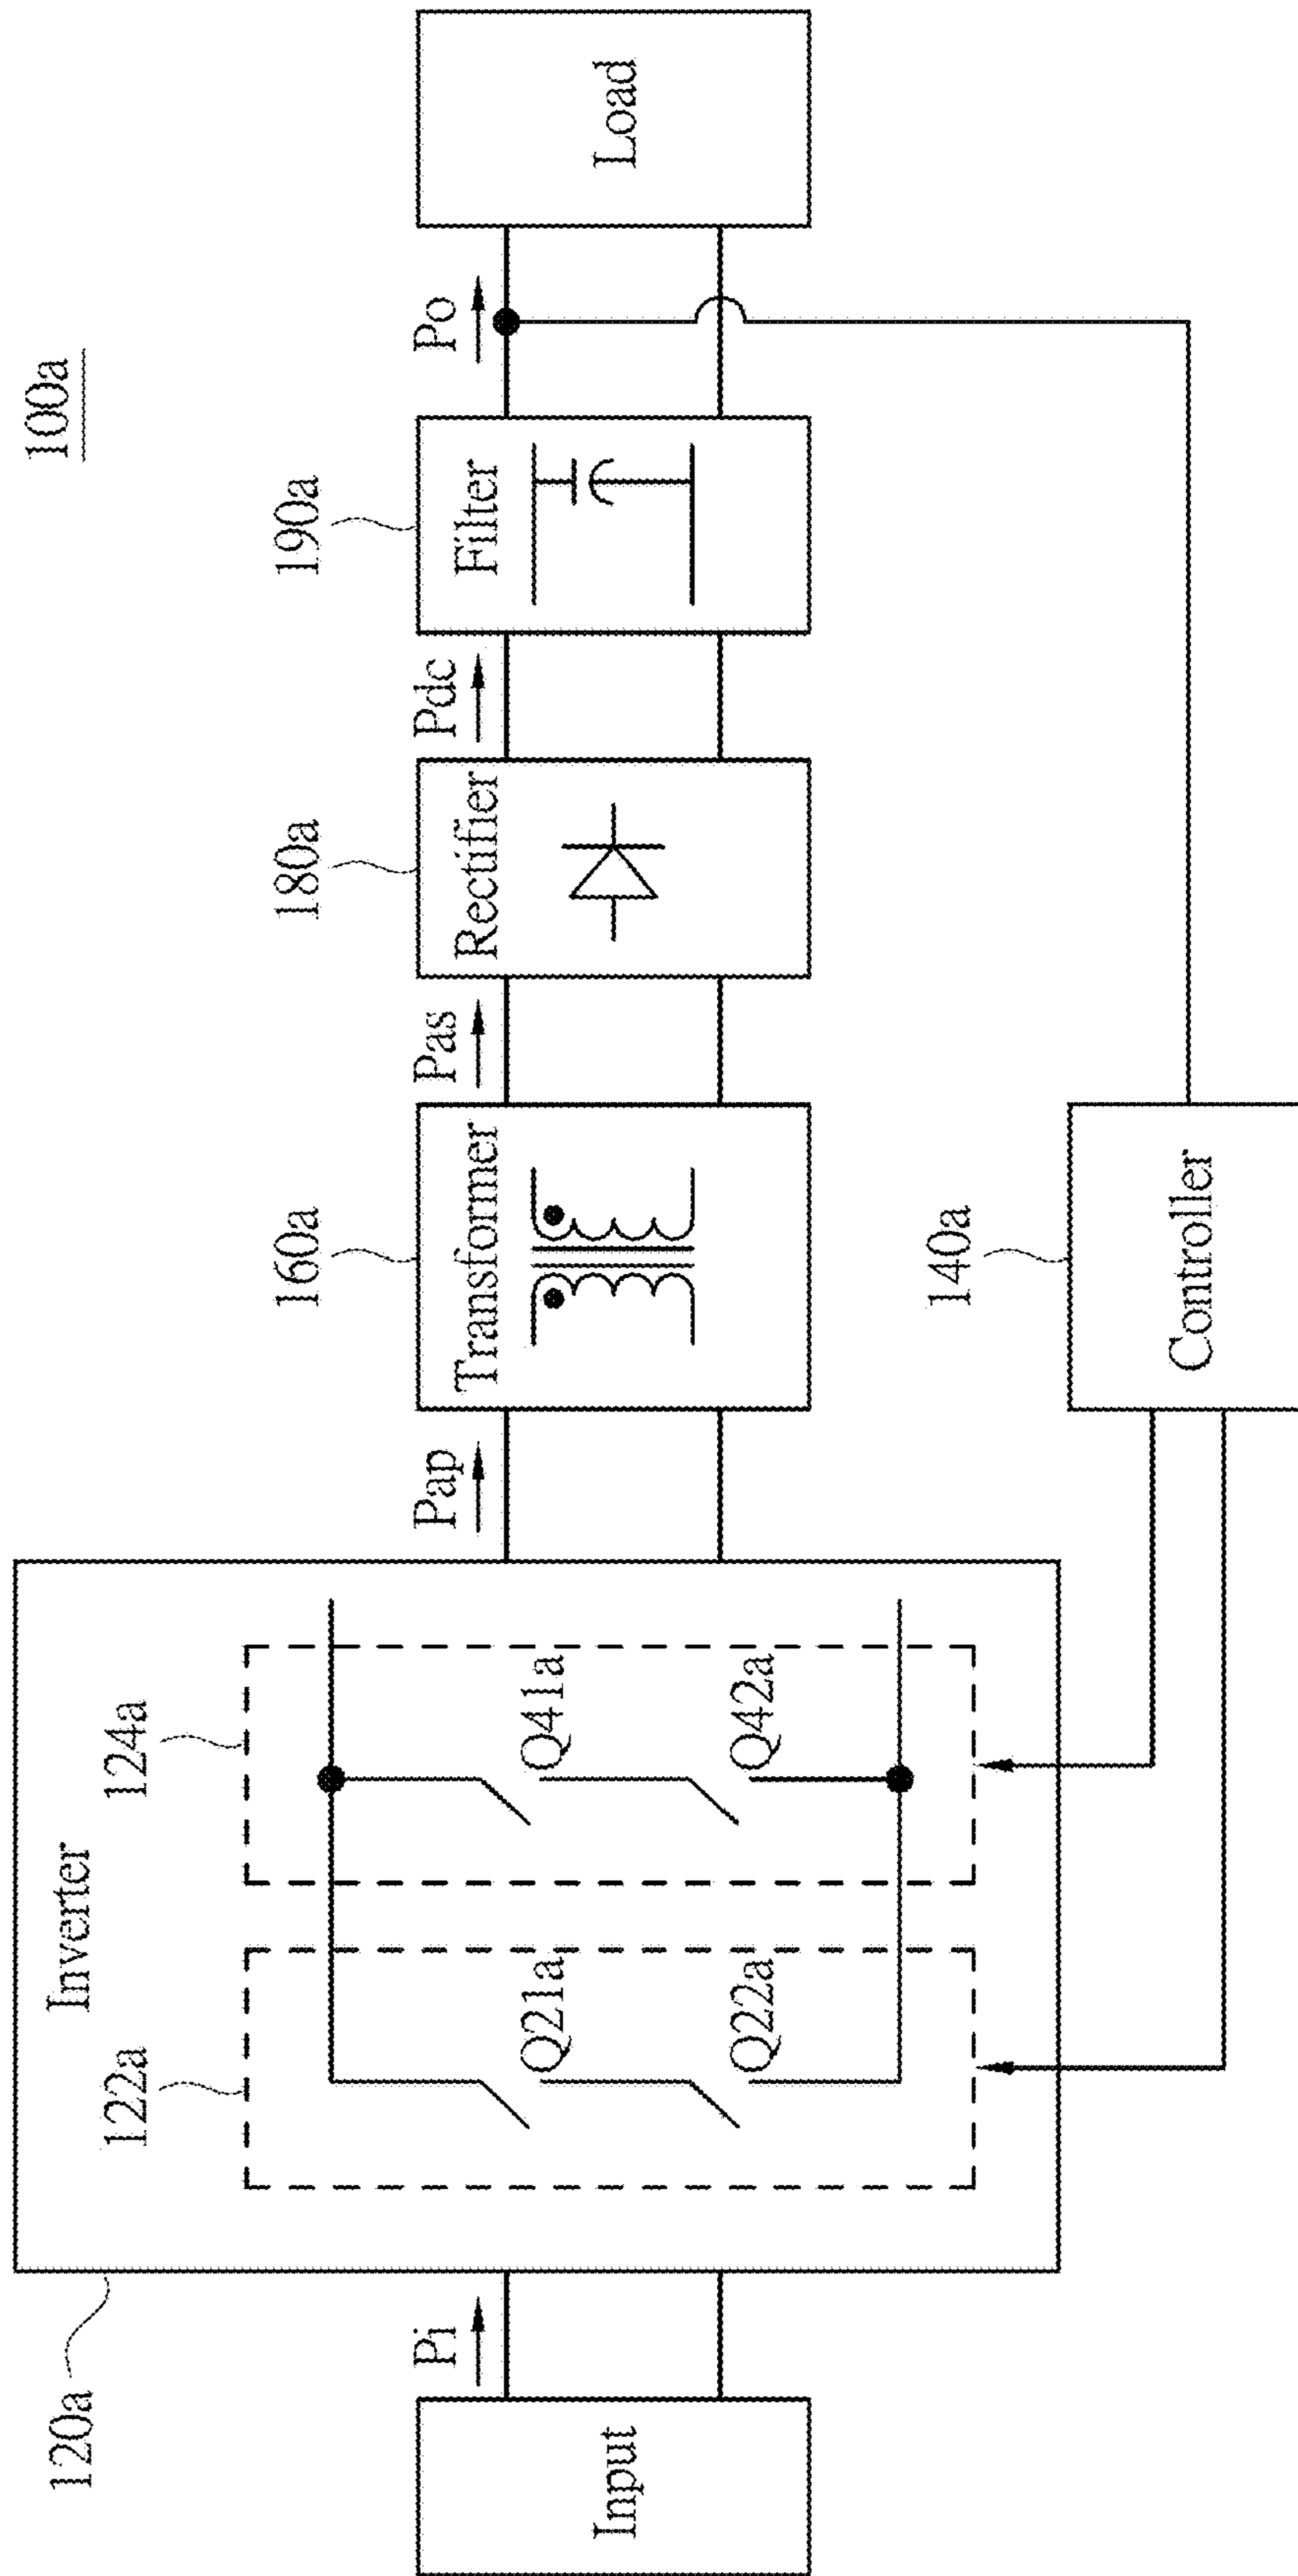 100a
120a
Inverter
122a
124a
Q21a
Q22a
Q41a
Q42a
Input
Pi
Pap
160a
Transformer
Pas
180a
Rectifier
Pdc
190a
Filter
Po
Load
140a
Controller